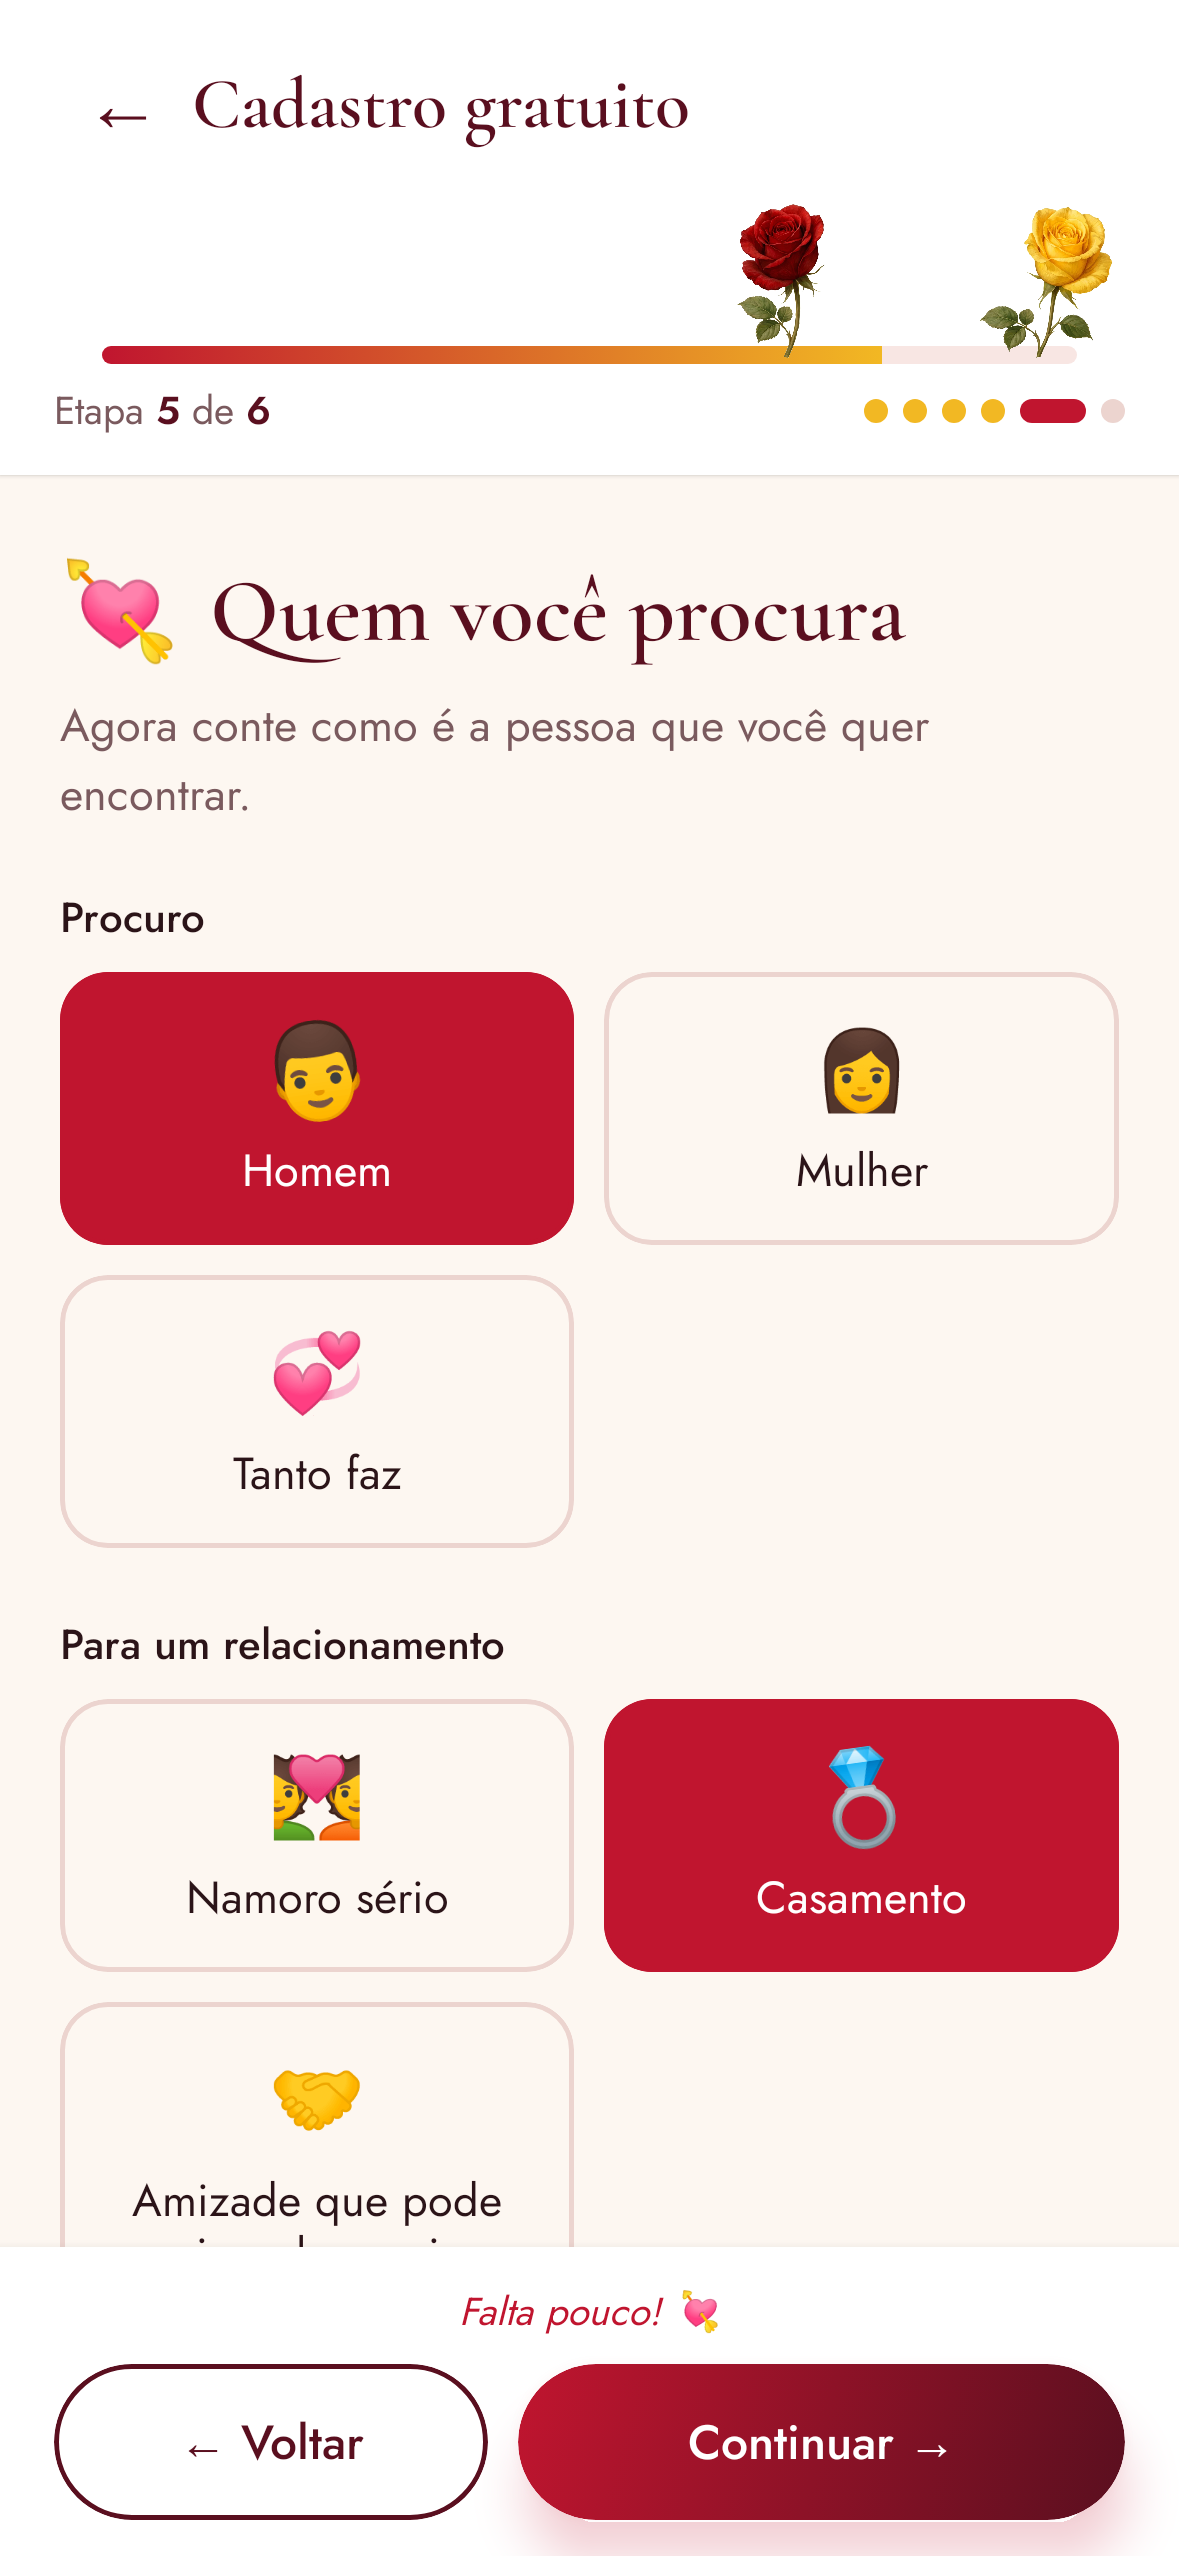 ← Cadastro gratuito
Etapa 5 de 6
Quem você procura
Agora conte como é a pessoa que você quer
encontrar.
Procuro
Homem
Mulher
Tanto faz
Para um relacionamento
Namoro sério
Casamento
Amizade que pode
Falta pouco!
← Voltar
Continuar →